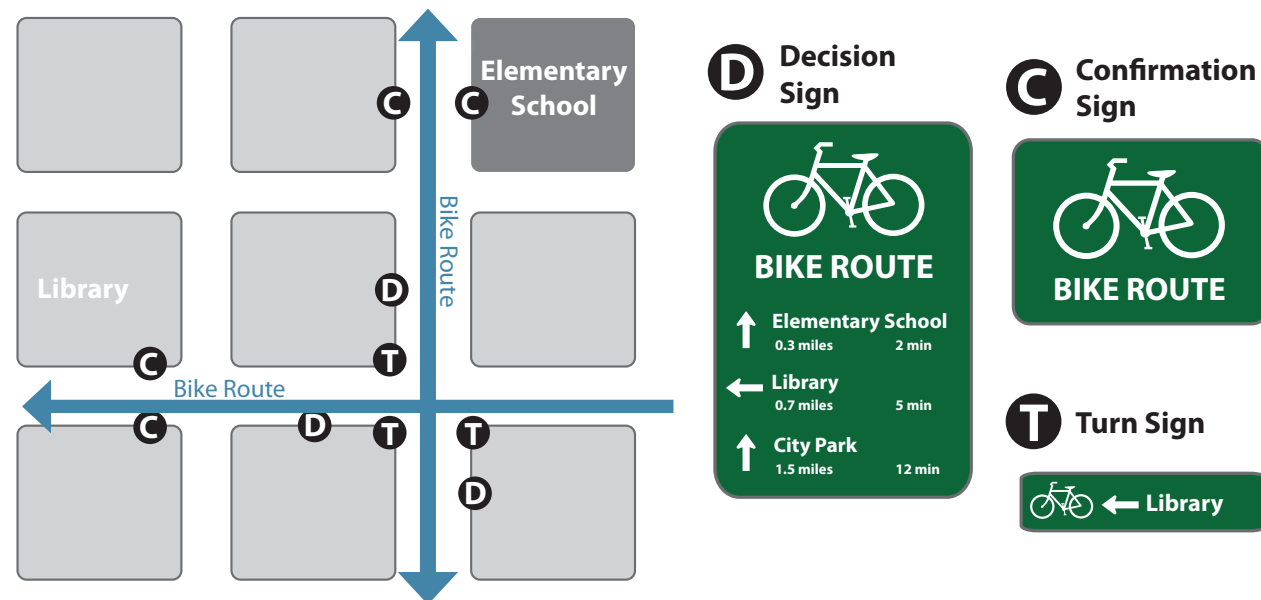 C
C
Elementary
School
Bike Route
Library
D
T
C
Bike Route
C
D
T
T
D
D
Decision
Sign
BIKE ROUTE
Elementary School
0.3 miles 2 min
Library
0.7 miles 5 min
City Park
1.5 miles 12 min
C
Confirmation
Sign
BIKE ROUTE
T
Turn Sign
Library